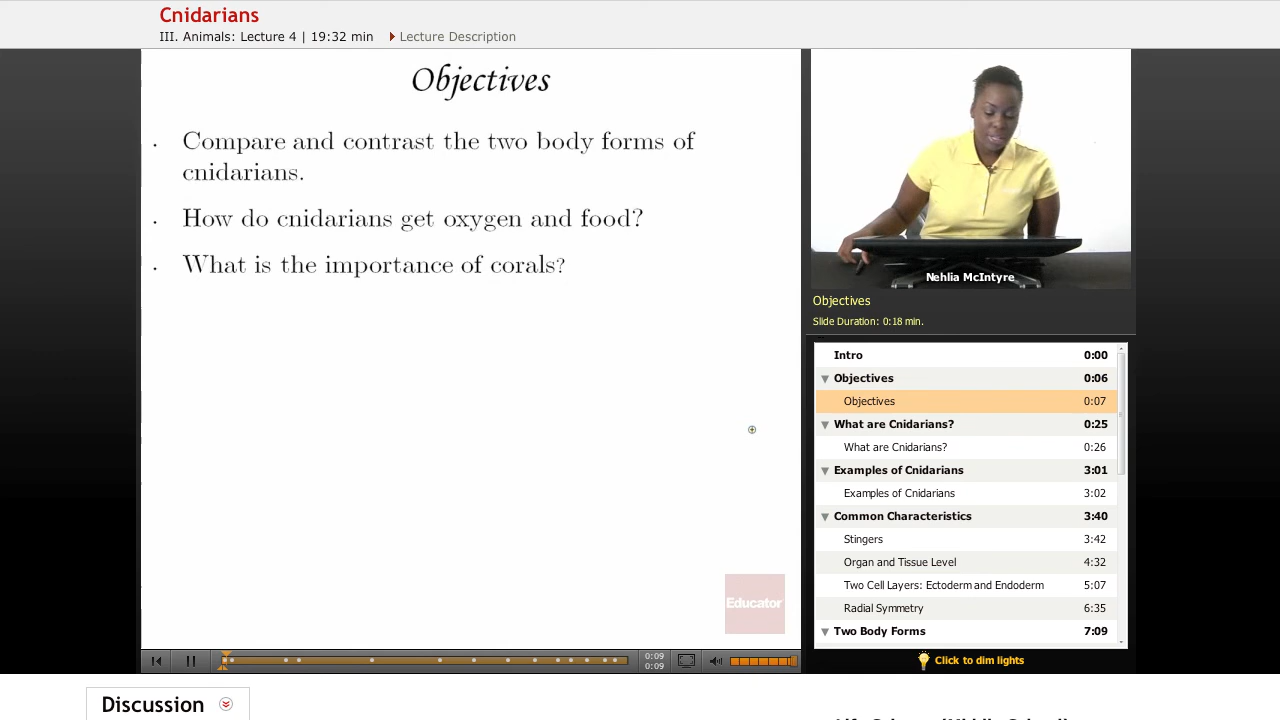 Cnidarians
III. Animals: Lecture 4 | 19:32 min Lecture Description
Objectives
· Compare and contrast the two body forms of
cnidarians.
· How do cnidarians get oxygen and food?
· What is the importance of corals?
Educator
0:09
0:09
Nehlia McIntyre
Objectives
Slide Duration: 0:18 min.
Intro 0:00
Objectives 0:06
Objectives 0:07
What are Cnidarians? 0:25
What are Cnidarians? 0:26
Examples of Cnidarians 3:01
Examples of Cnidarians 3:02
Common Characteristics 3:40
Stingers 3:42
Organ and Tissue Level 4:32
Two Cell Layers: Ectoderm and Endoderm 5:07
Radial Symmetry 6:35
Two Body Forms 7:09
Click to dim lights
Discussion